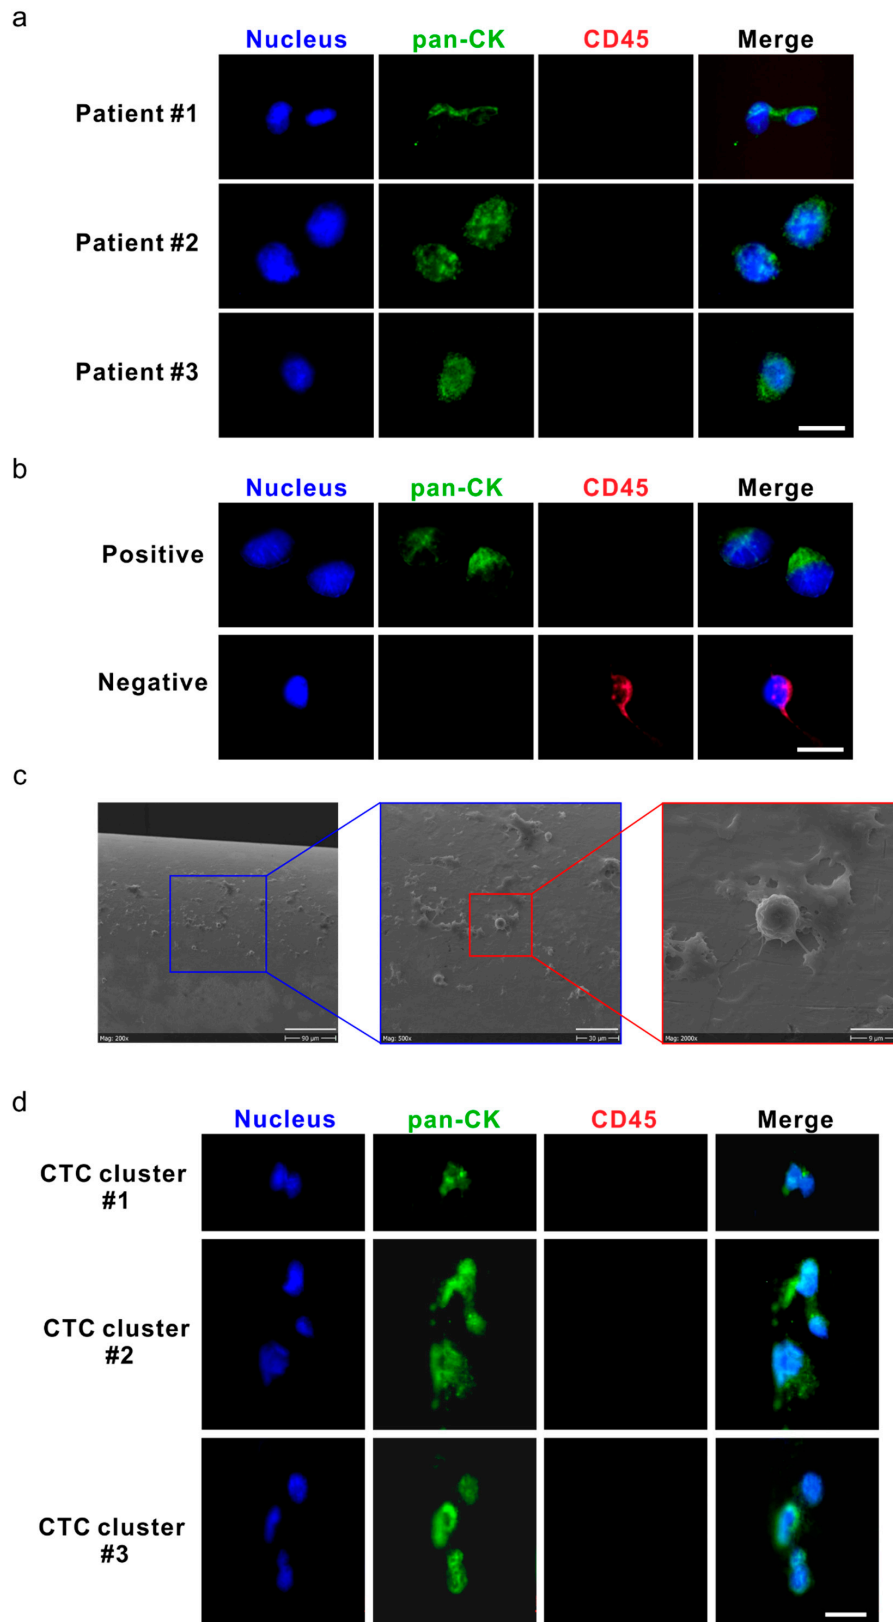 a
Nucleus pan-CK CD45 Merge
Patient #1
Patient #2
Patient #3
b
Nucleus pan-CK CD45 Merge
Positive
Negative
c
Mag: 200x 90 µm
Mag: 500x 30 µm
Mag: 2000x 9 µm
d
Nucleus pan-CK CD45 Merge
CTC cluster
#1
CTC cluster
#2
CTC cluster
#3